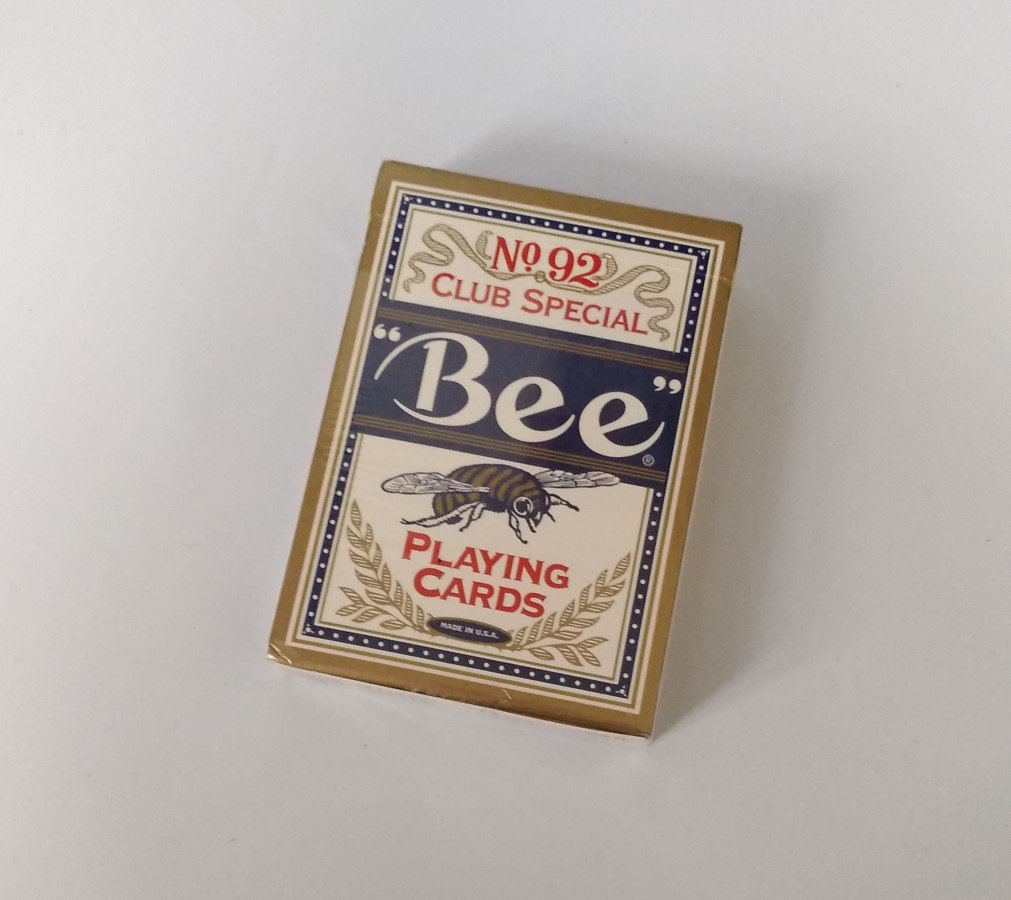 Nº 92
CLUB SPECIAL
“Bee”
®
PLAYING
CARDS
MADE IN U.S.A.